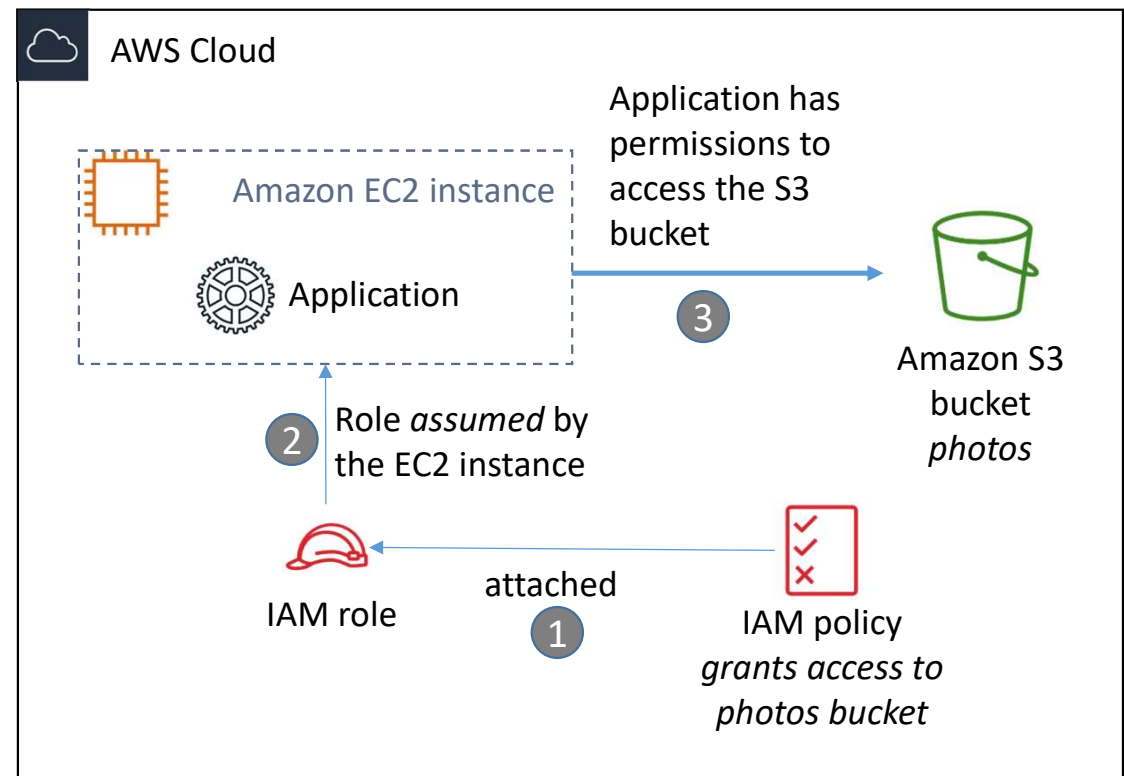 AWS Cloud
Application has
permissions to
access the S3
bucket
Amazon EC2 instance
Application
3
Amazon S3
bucket
photos
2
Role assumed by
the EC2 instance
attached
1
IAM role
IAM policy
grants access to
photos bucket